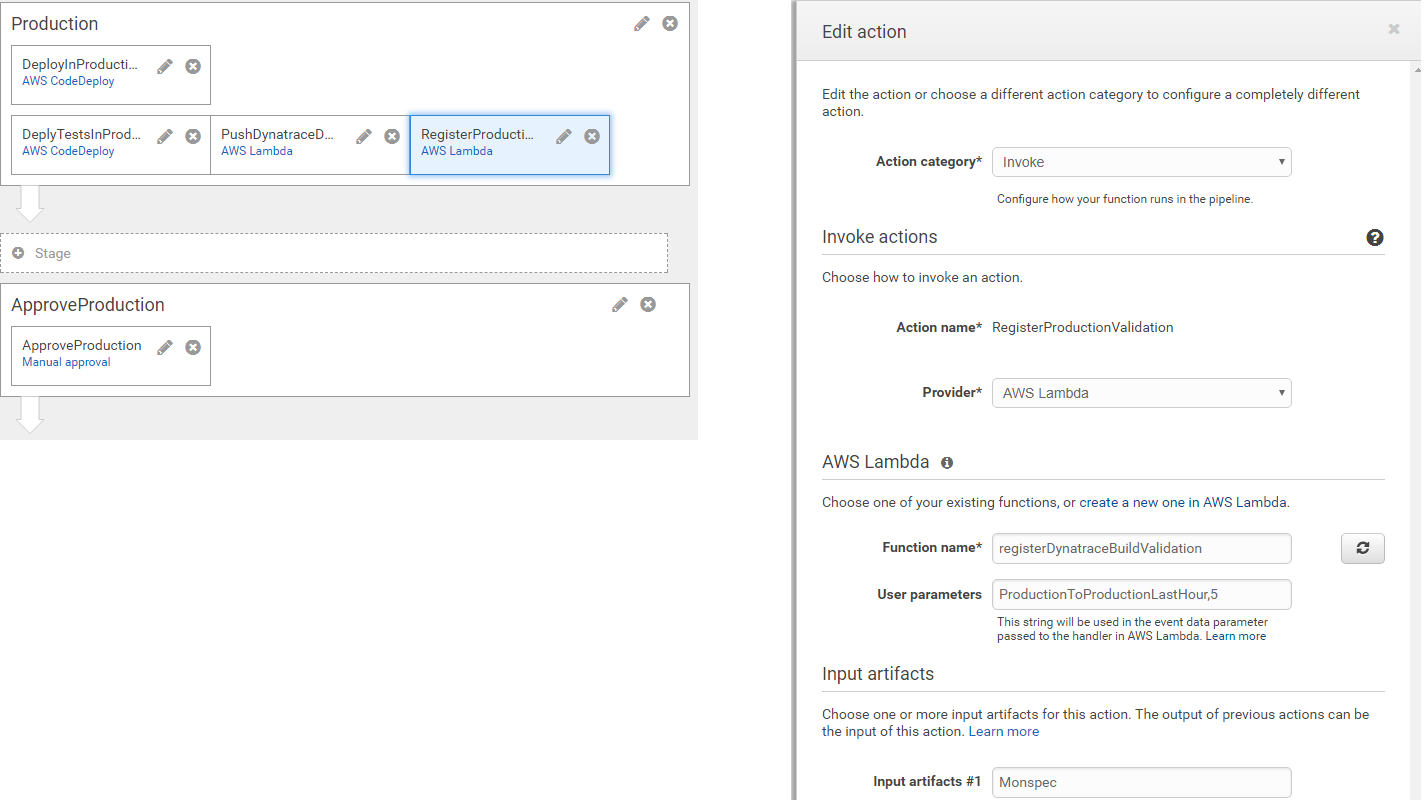 Production
DeployInProducti...
AWS CodeDeploy
DeplyTestsInProd...
AWS CodeDeploy
PushDynatraceD...
AWS Lambda
RegisterProducti...
AWS Lambda
Stage
ApproveProduction
ApproveProduction
Manual approval
Edit action
Edit the action or choose a different action category to configure a completely different
action.
Action category* Invoke
Configure how your function runs in the pipeline.
Invoke actions
Choose how to invoke an action.
Action name* RegisterProductionValidation
Provider* AWS Lambda
AWS Lambda
Choose one of your existing functions, or create a new one in AWS Lambda.
Function name* registerDynatraceBuildValidation
User parameters ProductionToProductionLastHour,5
This string will be used in the event data parameter
passed to the handler in AWS Lambda. Learn more
Input artifacts
Choose one or more input artifacts for this action. The output of previous actions can be
the input of this action. Learn more
Input artifacts #1 Monspec